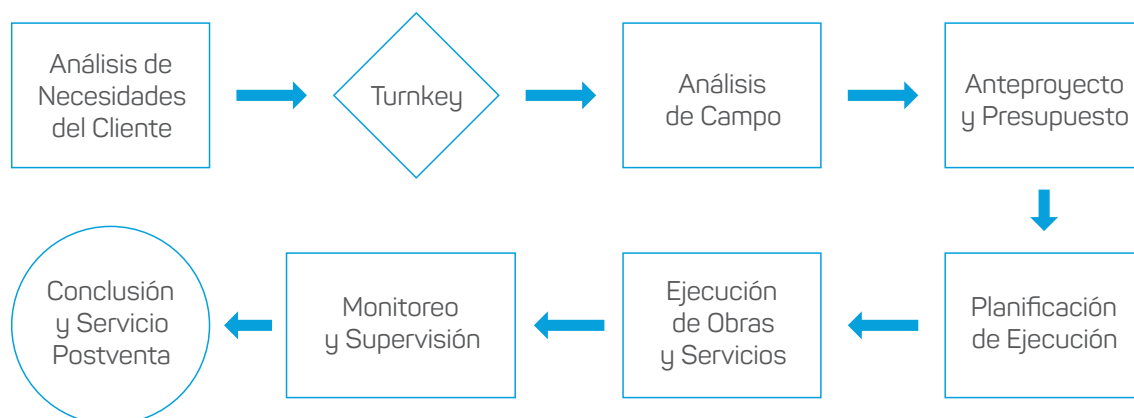 Análisis de
Necesidades
del Cliente
Turnkey
Análisis
de Campo
Anteproyecto
y Presupuesto
Planificación
de Ejecución
Ejecución
de Obras
y Servicios
Monitoreo
y Supervisión
Conclusión
y Servicio
Postventa